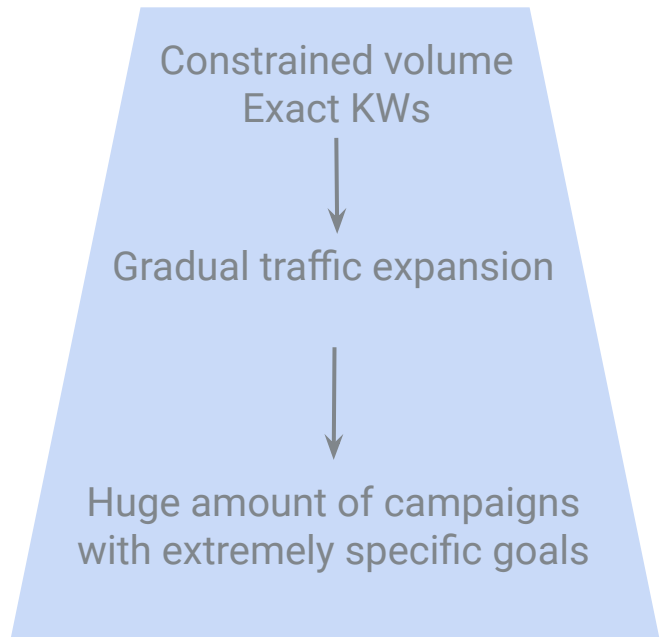 Constrained volume
Exact KWs
Gradual traffic expansion
Huge amount of campaigns
with extremely specific goals